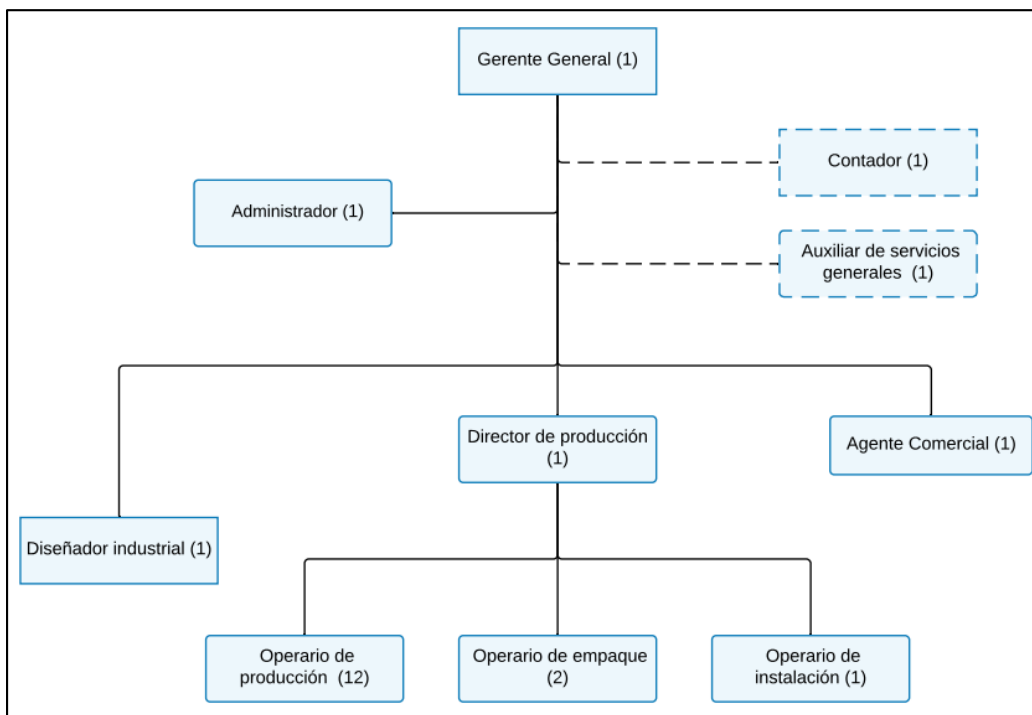 Gerente General (1)
Contador (1)
Administrador (1)
Auxiliar de servicios
generales (1)
Director de producción
(1)
Agente Comercial (1)
Diseñador industrial (1)
Operario de
producción (12)
Operario de empaque
(2)
Operario de
instalación (1)